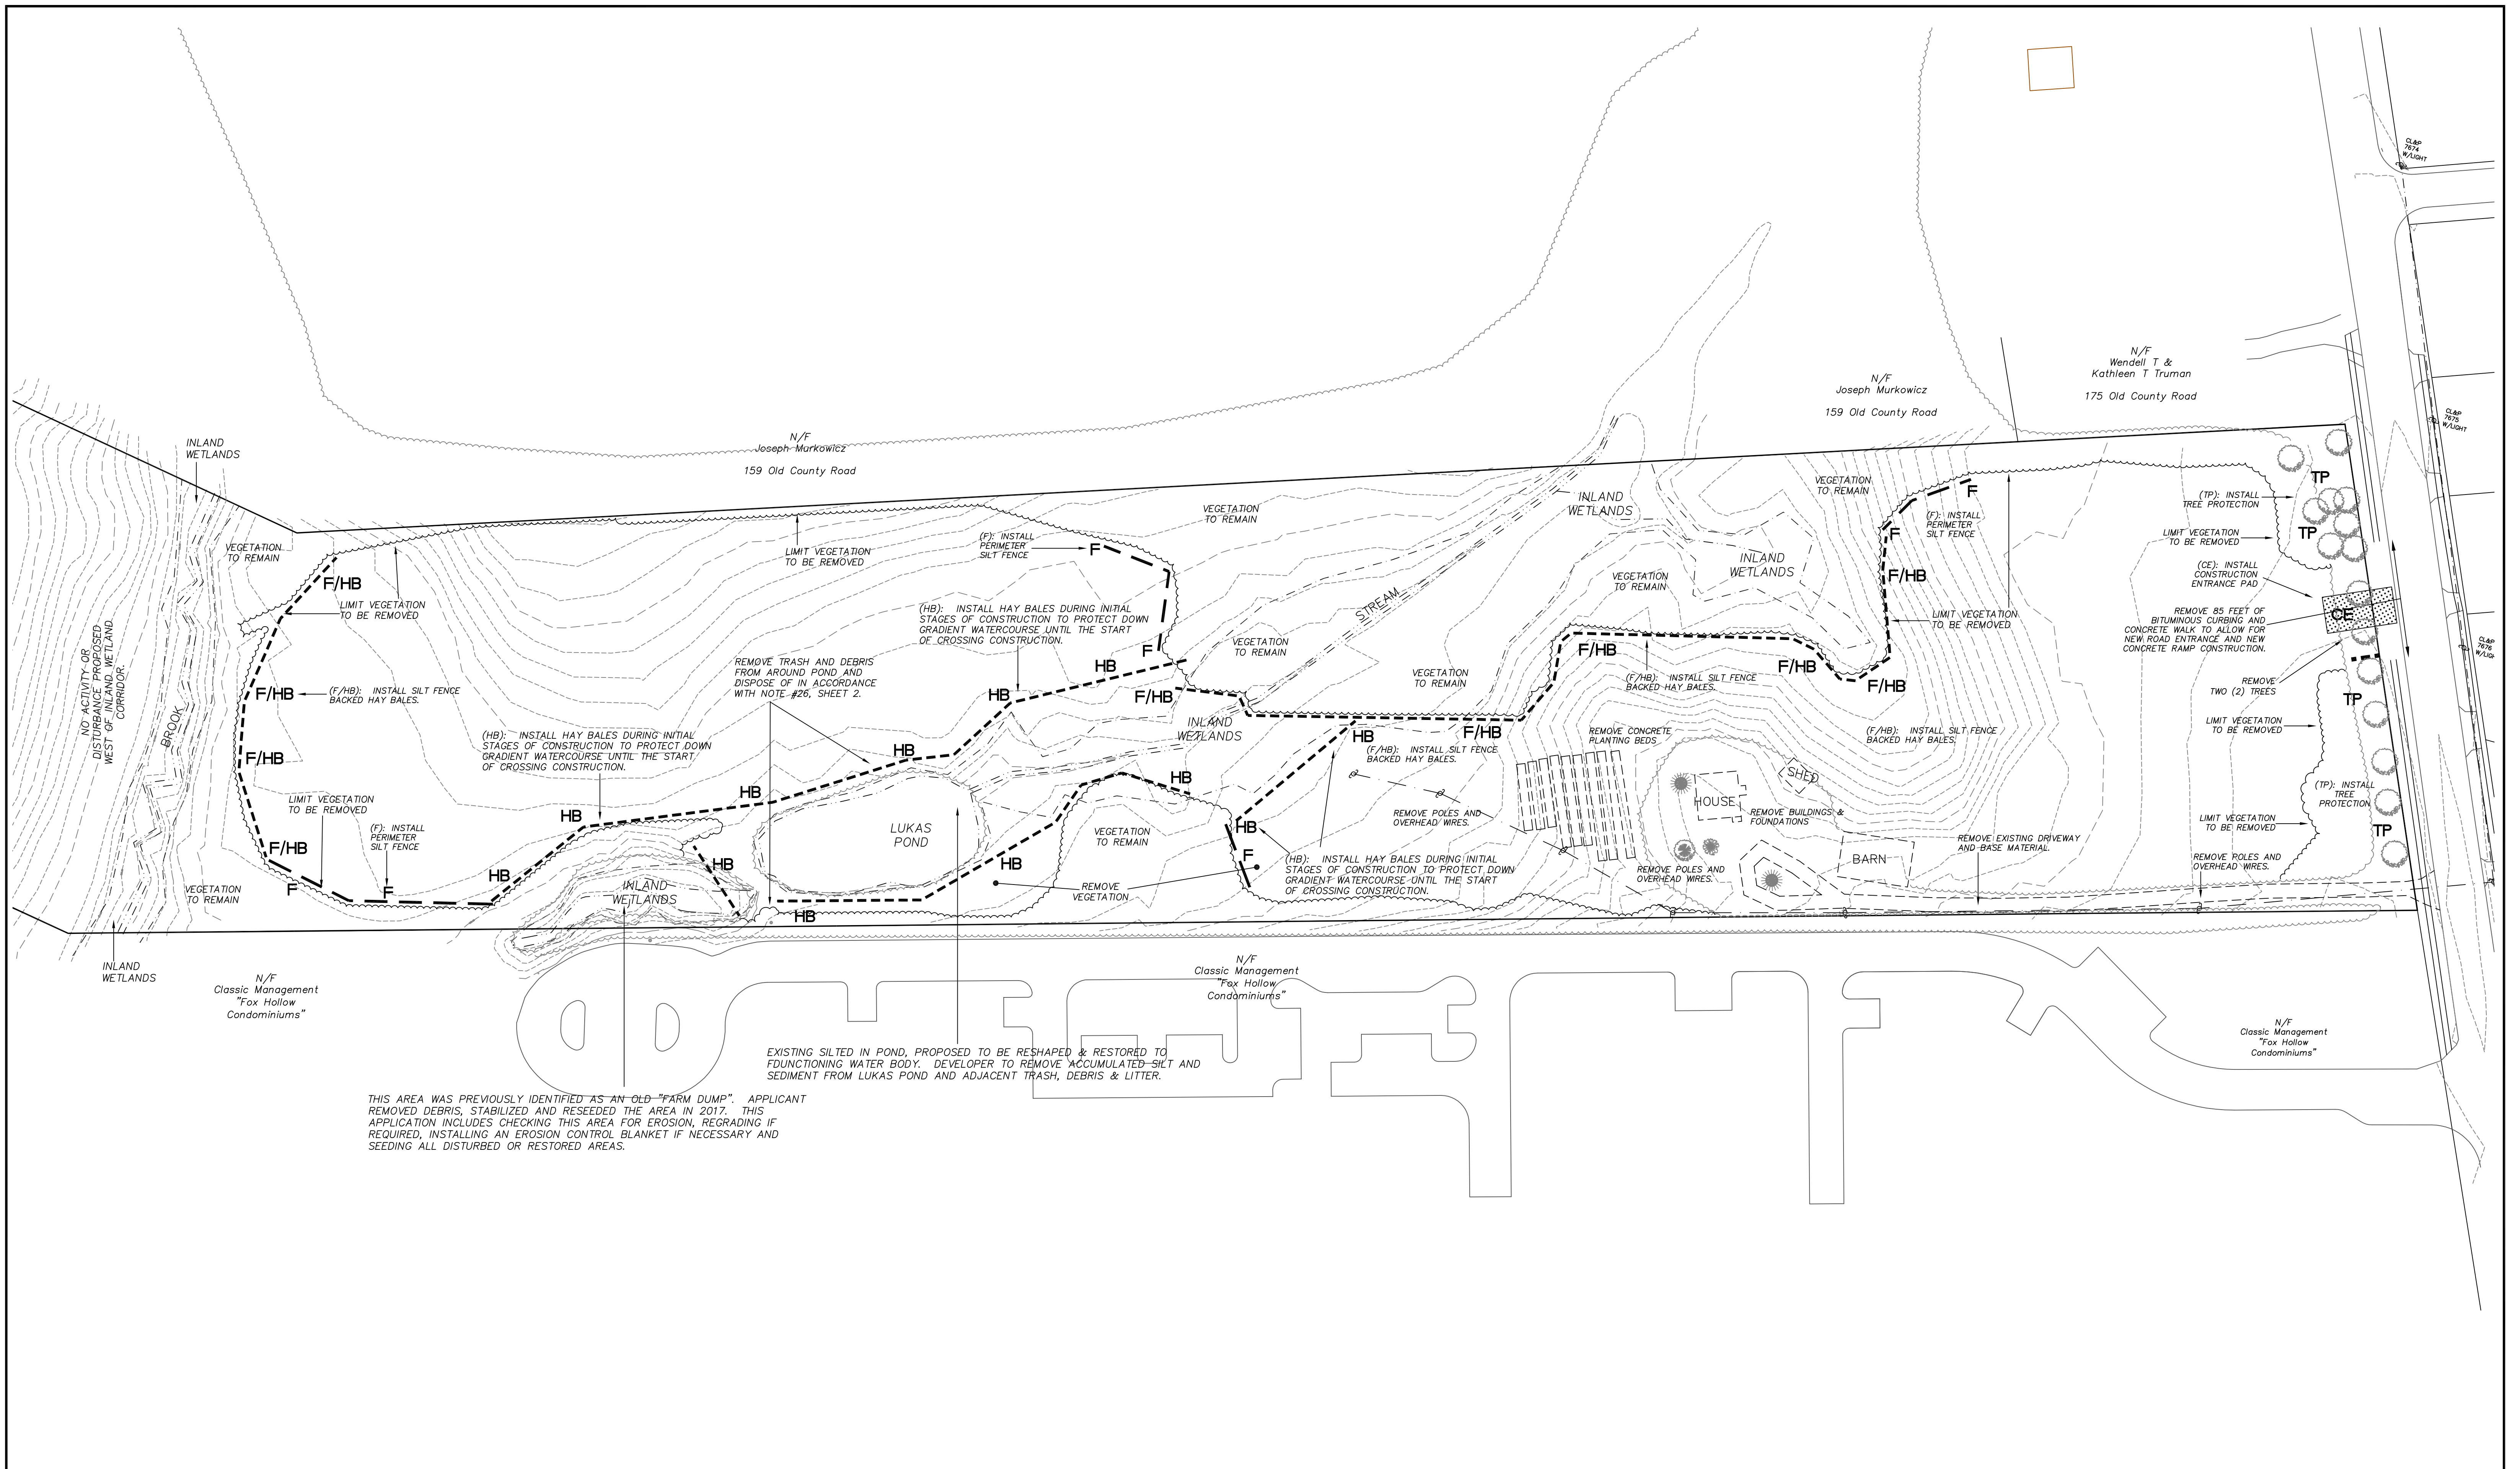 CL&P
7674
W/LIGHT
N/F
Wendell T &
Kathleen T Truman
175 Old County Road
N/F
Joseph Murkowicz
159 Old County Road
CL&P
7675
W/LIGHT
N/F
Joseph Murkowicz
159 Old County Road
INLAND
WETLANDS
NO ACTIVITY OR
DISTURBANCE PROPOSED
WEST OF INLAND WETLAND
CORRIDOR.
BROOK
VEGETATION
TO REMAIN
F/HB
LIMIT VEGETATION
TO BE REMOVED
F/HB
(F/HB): INSTALL SILT FENCE
BACKED HAY BALES.
F/HB
LIMIT VEGETATION
TO BE REMOVED
(F): INSTALL
PERIMETER
SILT FENCE
F/HB
F
F
VEGETATION
TO REMAIN
INLAND
WETLANDS
N/F
Classic Management
"Fox Hollow
Condominiums"
LIMIT VEGETATION
TO BE REMOVED
(F): INSTALL
PERIMETER
SILT FENCE
F
F
(HB): INSTALL HAY BALES DURING INITIAL
STAGES OF CONSTRUCTION TO PROTECT DOWN
GRADIENT WATERCOURSE UNTIL THE START
OF CROSSING CONSTRUCTION.
HB
HB
REMOVE TRASH AND DEBRIS
FROM AROUND POND AND
DISPOSE OF IN ACCORDANCE
WITH NOTE #26, SHEET 2.
(HB): INSTALL HAY BALES DURING INITIAL
STAGES OF CONSTRUCTION TO PROTECT DOWN
GRADIENT WATERCOURSE UNTIL THE START
OF CROSSING CONSTRUCTION.
HB
HB
HB
HB
HB
HB
INLAND
WETLANDS
LUKAS
POND
HB
HB
VEGETATION
TO REMAIN
REMOVE
VEGETATION
VEGETATION
TO REMAIN
VEGETATION
TO REMAIN
STREAM
F/HB
INLAND
WETLANDS
INLAND
WETLANDS
INLAND
WETLANDS
VEGETATION
TO REMAIN
VEGETATION
TO REMAIN
VEGETATION
TO REMAIN
HB
F/HB
(F/HB): INSTALL SILT FENCE
BACKED HAY BALES.
HB
F
(HB): INSTALL HAY BALES DURING INITIAL
STAGES OF CONSTRUCTION TO PROTECT DOWN
GRADIENT WATERCOURSE UNTIL THE START
OF CROSSING CONSTRUCTION.
REMOVE POLES AND
OVERHEAD WIRES.
F/HB
(F/HB): INSTALL SILT FENCE
BACKED HAY BALES.
F/HB
F/HB
F/HB
F
F
(F): INSTALL
PERIMETER
SILT FENCE
LIMIT VEGETATION
TO BE REMOVED
(F/HB): INSTALL SILT FENCE
BACKED HAY BALES.
REMOVE CONCRETE
PLANTING BEDS
SHED
HOUSE
REMOVE BUILDINGS &
FOUNDATIONS
BARN
REMOVE POLES AND
OVERHEAD WIRES.
REMOVE EXISTING DRIVEWAY
AND BASE MATERIAL.
TP
(TP): INSTALL
TREE PROTECTION
TP
LIMIT VEGETATION
TO BE REMOVED
(CE): INSTALL
CONSTRUCTION
ENTRANCE PAD
CE
REMOVE 85 FEET OF
BITUMINOUS CURBING AND
CONCRETE WALK TO ALLOW FOR
NEW ROAD ENTRANCE AND NEW
CONCRETE RAMP CONSTRUCTION.
CL&P
7676
REMOVE
TWO (2) TREES
TP
LIMIT VEGETATION
TO BE REMOVED
(TP): INSTALL
TREE
PROTECTION
LIMIT VEGETATION
TO BE REMOVED
TP
REMOVE POLES AND
OVERHEAD WIRES.
N/F
Classic Management
"Fox Hollow
Condominiums"
N/F
Classic Management
"Fox Hollow
Condominiums"
EXISTING SILTED IN POND, PROPOSED TO BE RESHAPED & RESTORED TO
FDUNCTIONING WATER BODY. DEVELOPER TO REMOVE ACCUMULATED SILT AND
SEDIMENT FROM LUKAS POND AND ADJACENT TRASH, DEBRIS & LITTER.
THIS AREA WAS PREVIOUSLY IDENTIFIED AS AN OLD "FARM DUMP". APPLICANT
REMOVED DEBRIS, STABILIZED AND RESEEDED THE AREA IN 2017. THIS
APPLICATION INCLUDES CHECKING THIS AREA FOR EROSION, REGRADING IF
REQUIRED, INSTALLING AN EROSION CONTROL BLANKET IF NECESSARY AND
SEEDING ALL DISTURBED OR RESTORED AREAS.